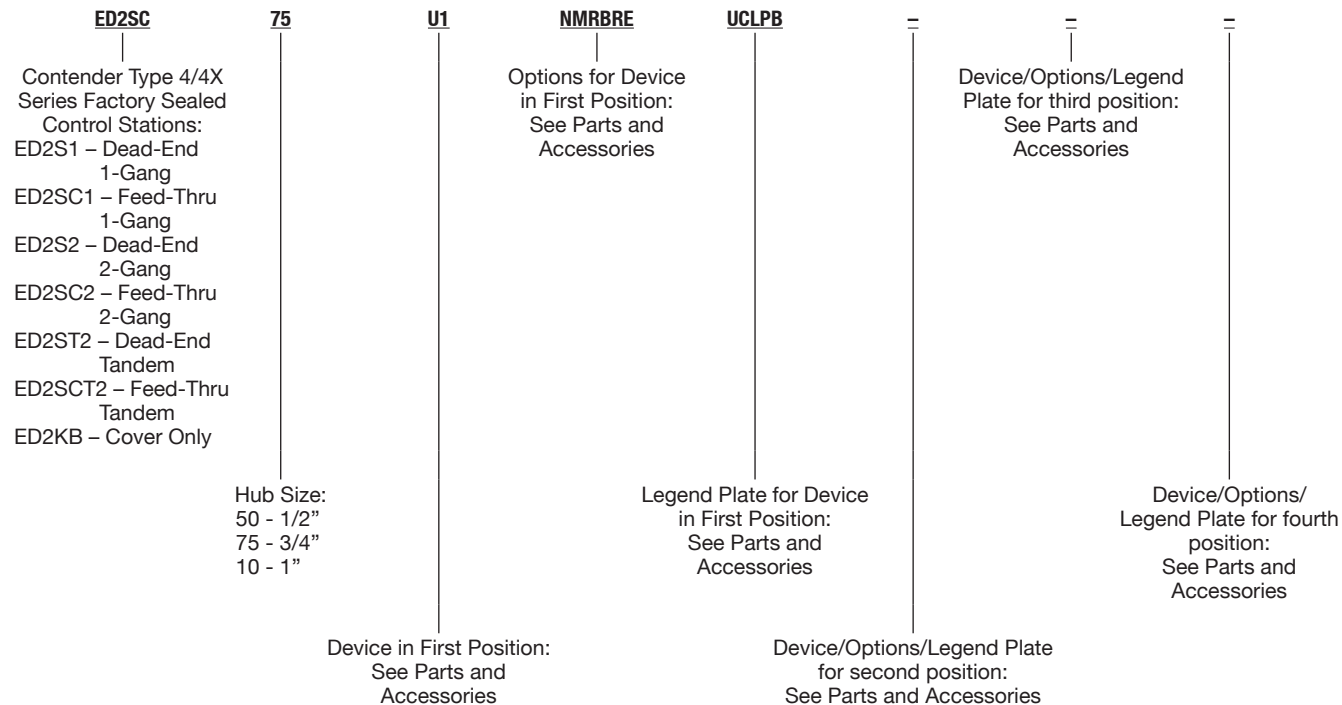 ED2SC 75 U1 NMRBRE UCLPB – – –
Contender Type 4/4X
Series Factory Sealed
Control Stations:
ED2S1 – Dead-End
1-Gang
ED2SC1 – Feed-Thru
1-Gang
ED2S2 – Dead-End
2-Gang
ED2SC2 – Feed-Thru
2-Gang
ED2ST2 – Dead-End
Tandem
ED2SCT2 – Feed-Thru
Tandem
ED2KB – Cover Only
Hub Size:
50 - 1/2”
75 - 3/4”
10 - 1”
Device in First Position:
See Parts and
Accessories
Options for Device
in First Position:
See Parts and
Accessories
Legend Plate for Device
in First Position:
See Parts and
Accessories
Device/Options/Legend Plate
for second position:
See Parts and Accessories
Device/Options/Legend
Plate for third position:
See Parts and
Accessories
Device/Options/
Legend Plate for fourth
position:
See Parts and
Accessories